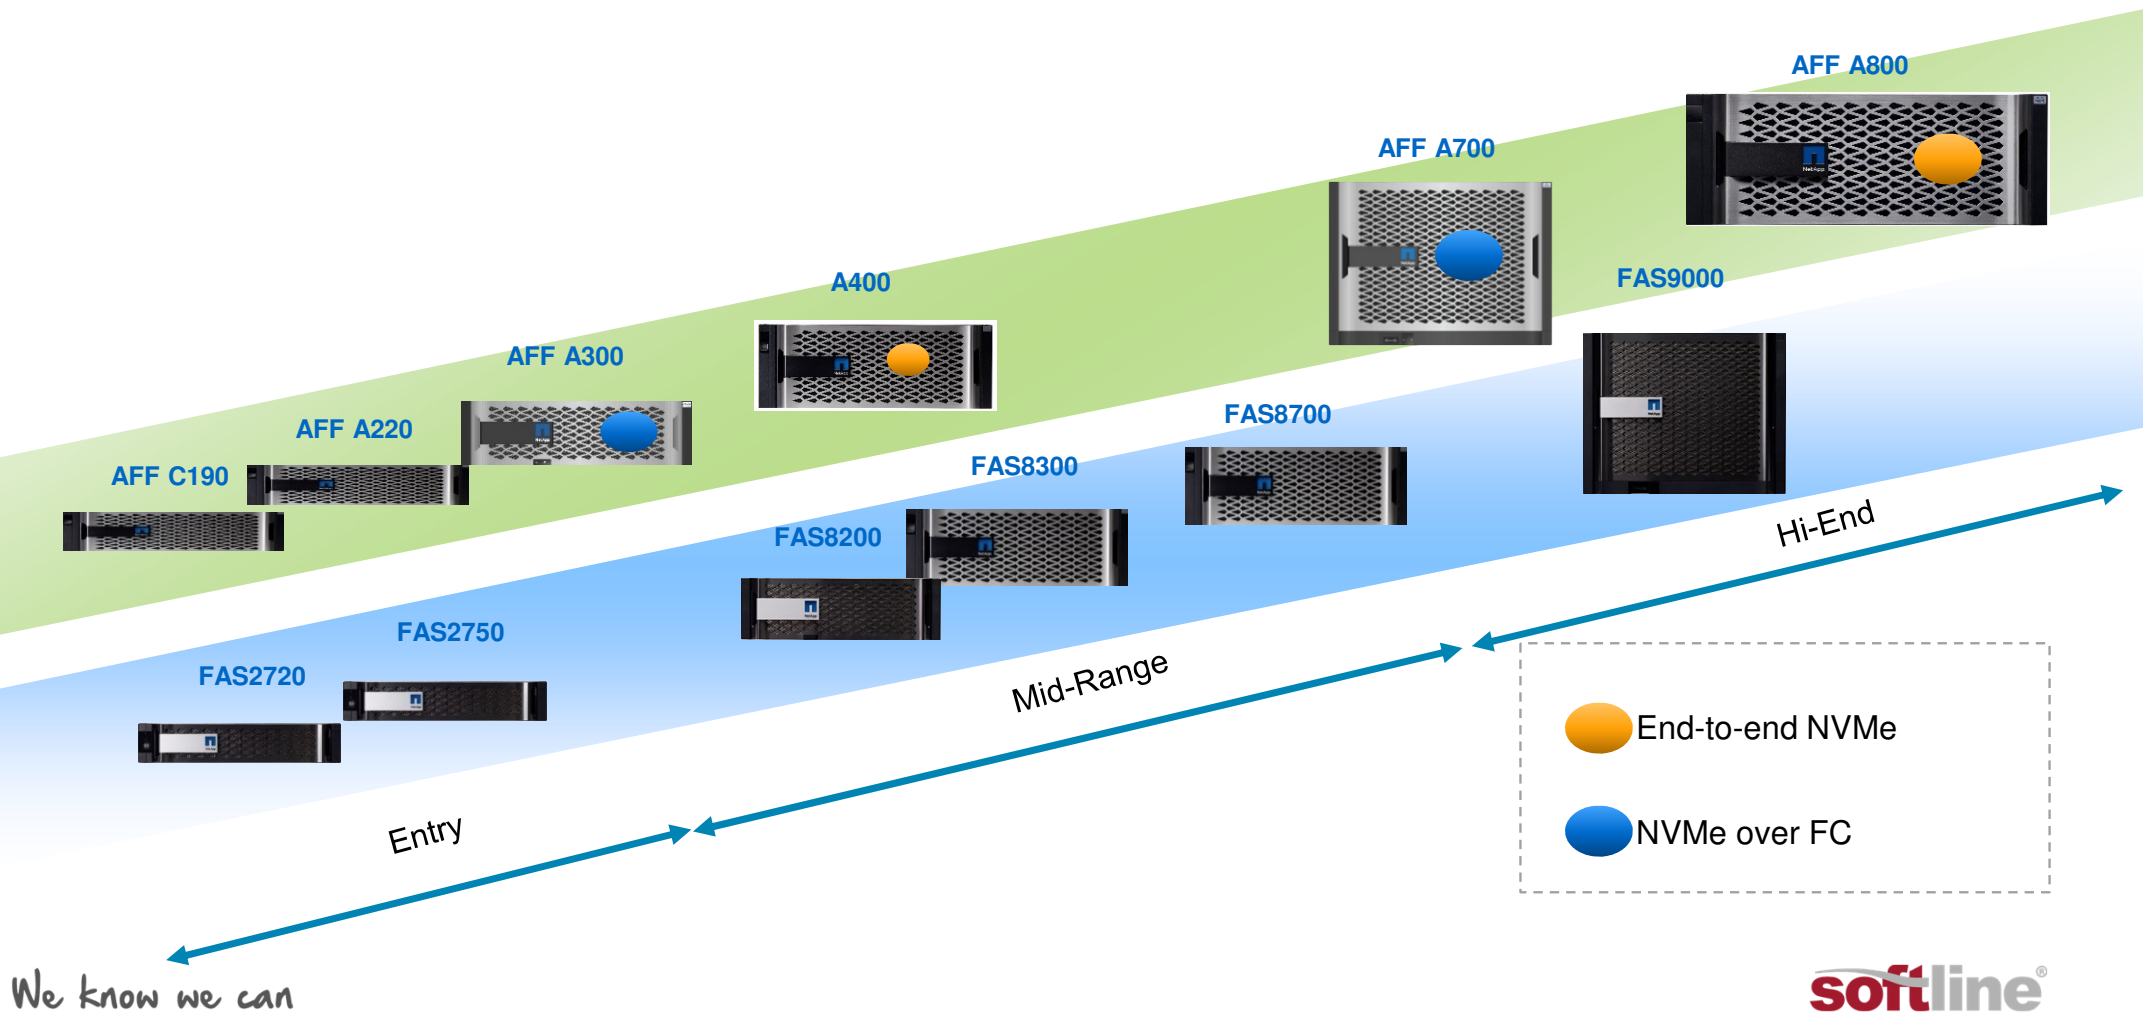 AFF A800
AFF A700
FAS9000
A400
AFF A300
FAS8700
AFF A220
FAS8300
AFF C190
FAS8200
Hi-End
FAS2750
Mid-Range
FAS2720
Entry
End-to-end NVMe
NVMe over FC
We know we can
softline®
NetApp